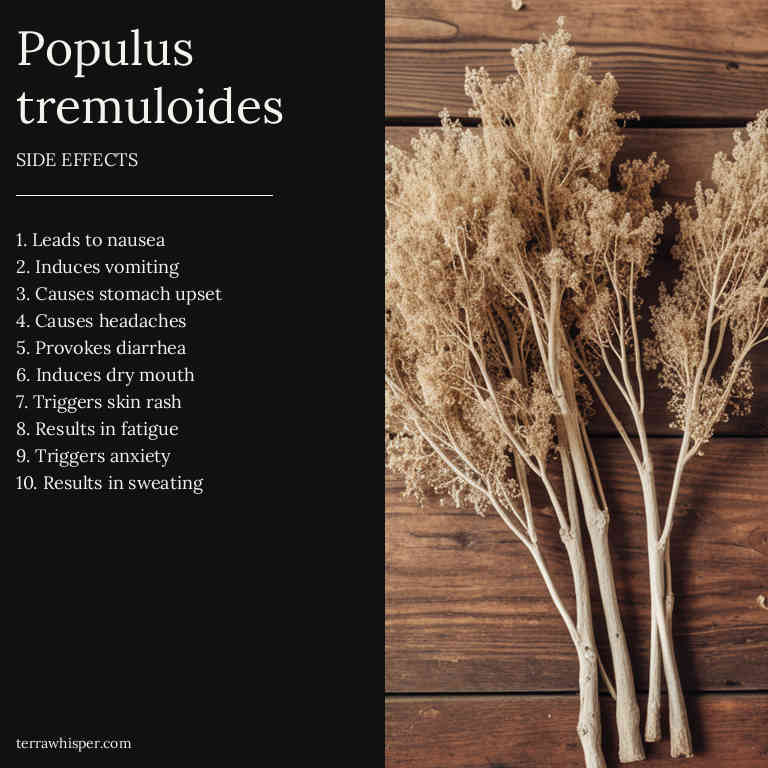 Populus
tremuloides
SIDE EFFECTS
1. Leads to nausea
2. Induces vomiting
3. Causes stomach upset
4. Causes headaches
5. Provokes diarrhea
6. Induces dry mouth
7. Triggers skin rash
8. Results in fatigue
9. Triggers anxiety
10. Results in sweating
terrawhisper.com